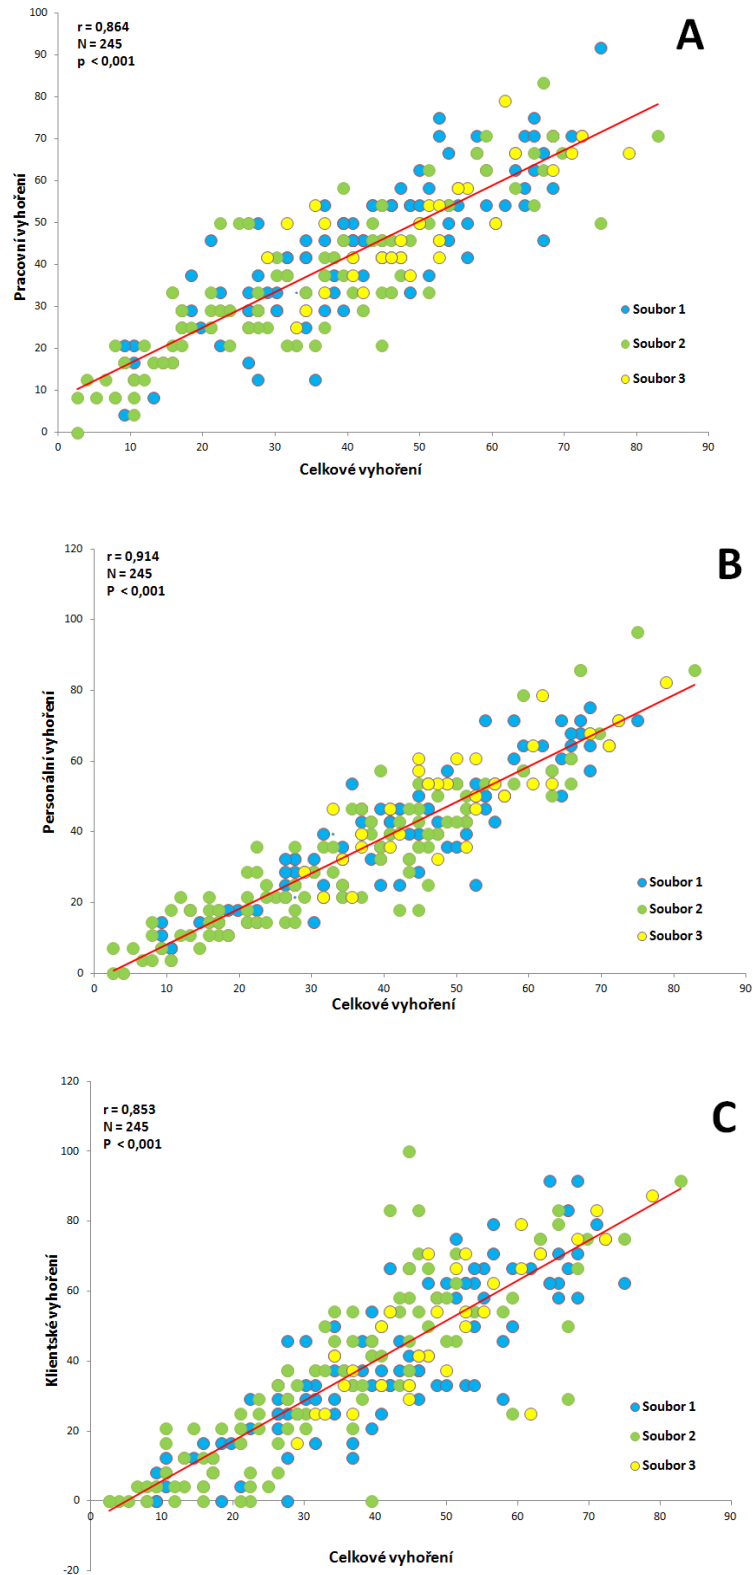 r = 0,864
N = 245
p < 0,001
A
100
90
80
70
60
50
40
30
20
10
0
Pracovní vyhoření
Soubor 1
Soubor 2
Soubor 3
0 10 20 30 40 50 60 70 80 90
Celkové vyhoření
r = 0,914
N = 245
P < 0,001
B
120
100
80
60
40
20
0
Personální vyhoření
Soubor 1
Soubor 2
Soubor 3
0 10 20 30 40 50 60 70 80 90
Celkové vyhoření
r = 0,853
N = 245
P < 0,001
C
120
100
80
60
40
20
0
-20
Klientské vyhoření
Soubor 1
Soubor 2
Soubor 3
0 10 20 30 40 50 60 70 80 90
Celkové vyhoření